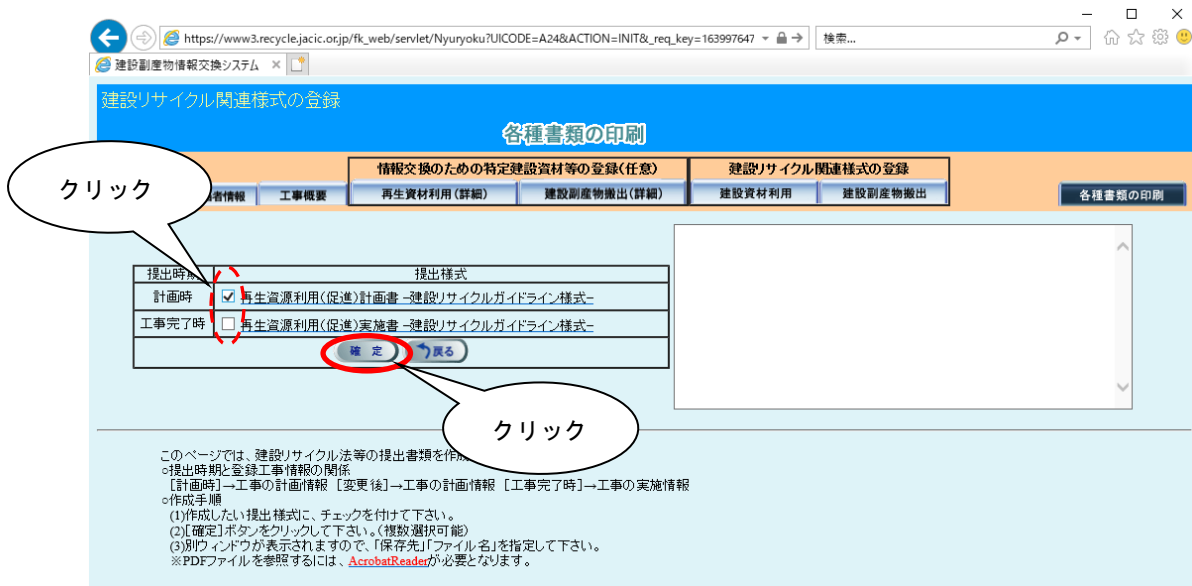 https://www3.recycle.jacic.or.jp/fk_web/servlet/Nyuryoku?UICODE=A24&ACTION=INIT&_req_key=163997647
検索...
建設副産物情報交換システム
建設リサイクル関連様式の登録
各種書類の印刷
クリック
情報交換のための特定建設資材等の登録(任意)
建設リサイクル関連様式の登録
者情報
工事概要
再生資材利用(詳細)
建設副産物搬出(詳細)
建設資材利用
建設副産物搬出
各種書類の印刷
提出時期
提出様式
計画時
再生資源利用(促進)計画書 −建設リサイクルガイドライン様式−
工事完了時
再生資源利用(促進)実施書 −建設リサイクルガイドライン様式−
確 定
戻る
クリック
このページでは、建設リサイクル法等の提出書類を作成
○提出時期と登録工事情報の関係
[計画時]→工事の計画情報 [変更後]→工事の計画情報 [工事完了時]→工事の実施情報
○作成手順
(1)作成したい提出様式に、チェックを付けて下さい。
(2)[確定]ボタンをクリックして下さい。(複数選択可能)
(3)別ウィンドウが表示されますので、「保存先」「ファイル名」を指定して下さい。
※PDFファイルを参照するには、AcrobatReaderが必要となります。